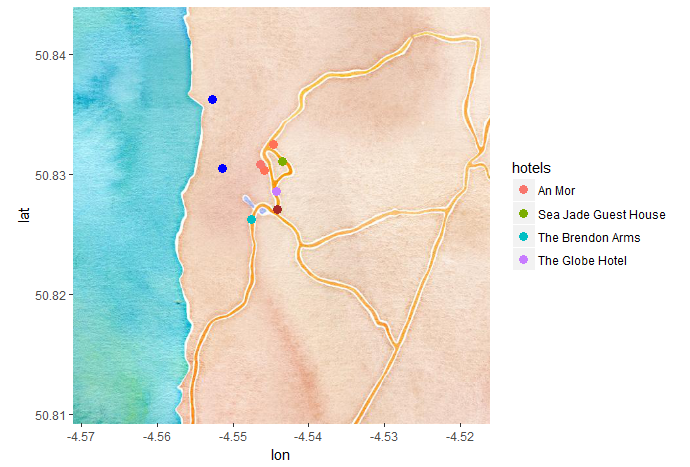 50.84
50.83
50.82
50.81
lat
-4.57
-4.56
-4.55
-4.54
-4.53
-4.52
lon
hotels
An Mor
Sea Jade Guest House
The Brendon Arms
The Globe Hotel